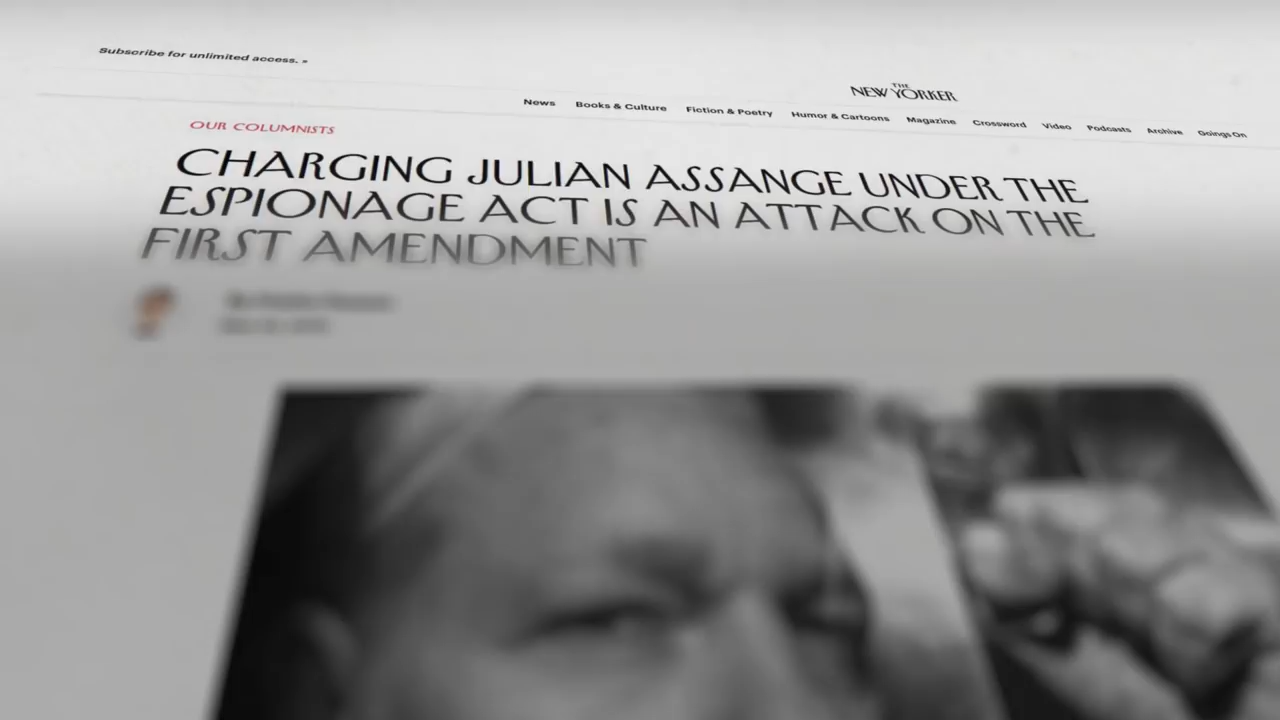 Subscribe for unlimited access. »
THE
NEW YORKER
News Books & Culture Fiction & Poetry Humor & Cartoons Magazine Crossword Video Podcasts Archive Goings On
OUR COLUMNISTS
CHARGING JULIAN ASSANGE UNDER THE
ESPIONAGE ACT IS AN ATTACK ON THE
FIRST AMENDMENT